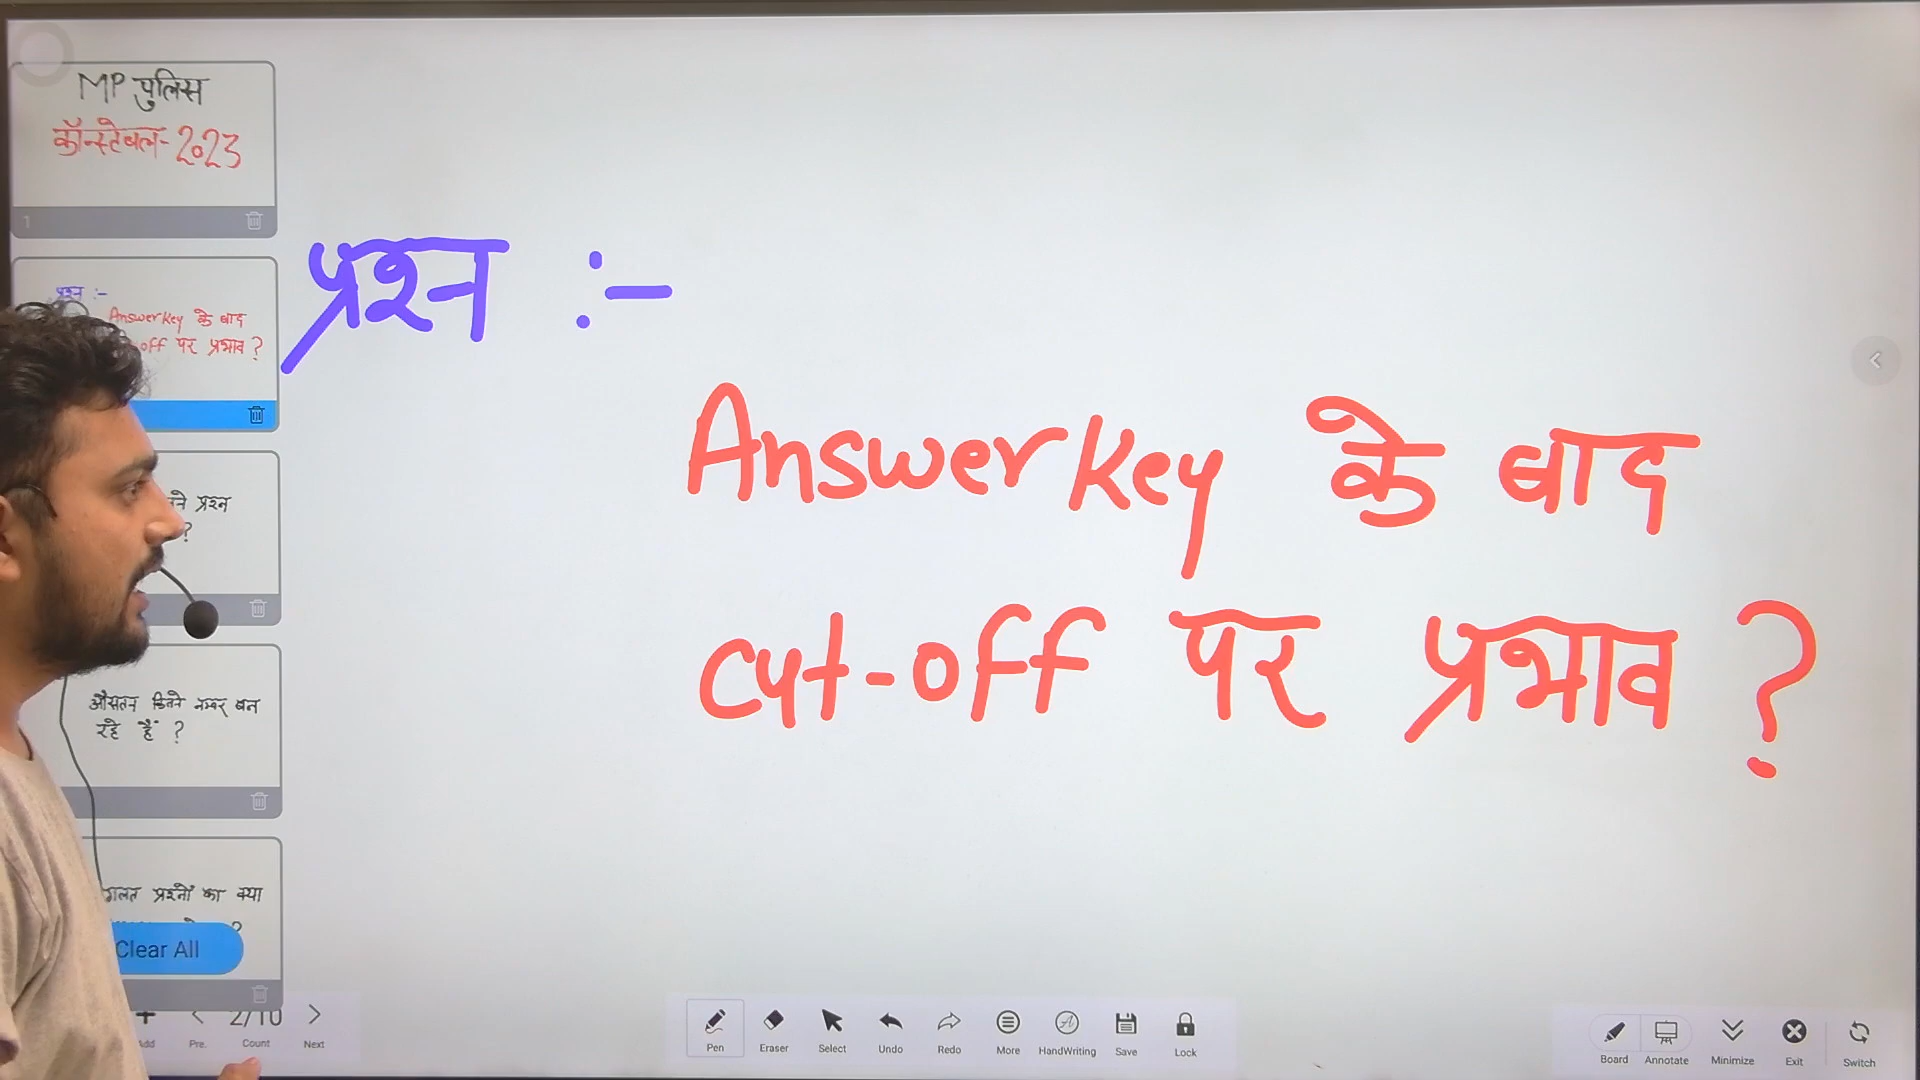 MP पुलिस
कॉन्स्टेबल-2023
1
प्रश्न :-
Answer key के बाद
off पर प्रभाव ?
प्रश्न
?
औसतन कितने नम्बर बन
रहे हैं ?
गलत प्रश्नों का क्या
?
Clear All
प्रश्न :-
Answer key के बाद
cut-off पर प्रभाव ?
Add Pre. 2/10 Count Next
Pen Eraser Select Undo Redo More HandWriting Save Lock
Board Annotate Minimize Exit Switch